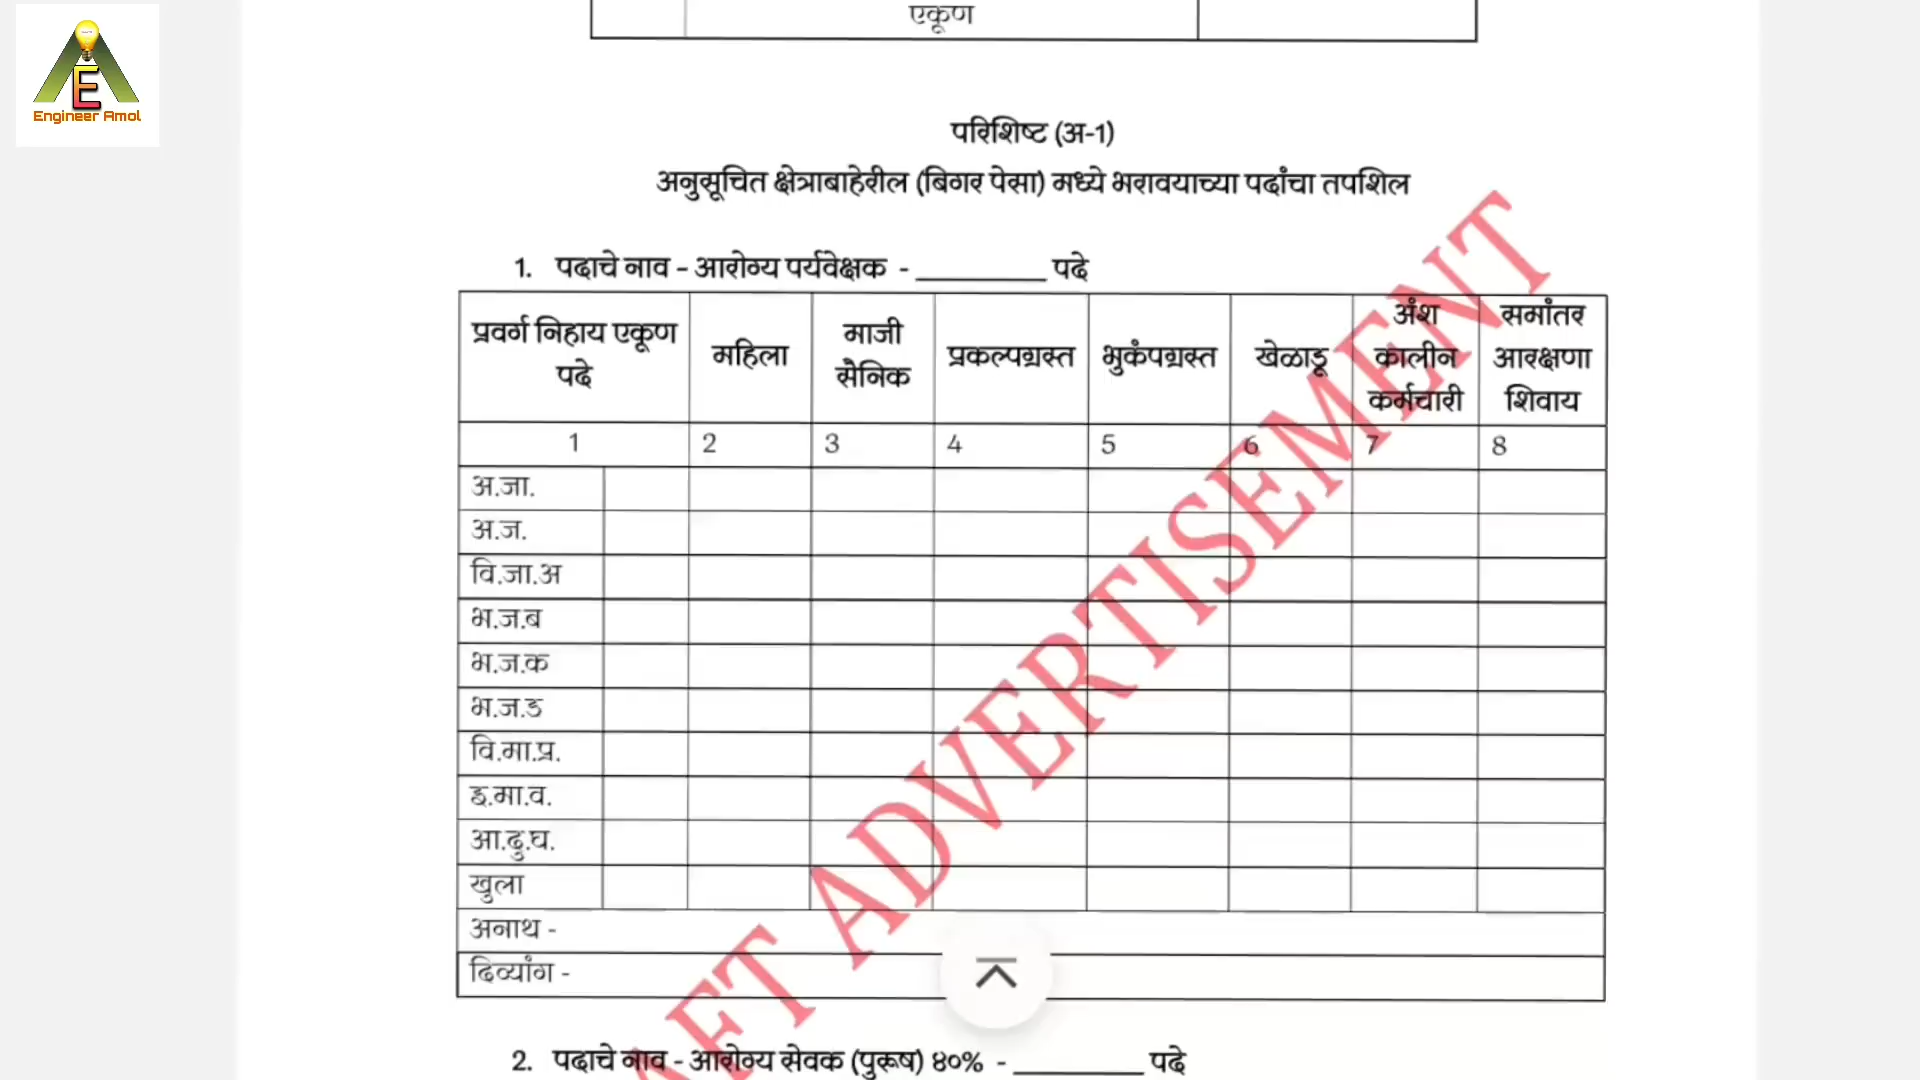 Engineer Amol
एकूण
परिशिष्ट (अ-1)
अनुसूचित क्षेत्राबाहेरील (बिगर पेसा) मध्ये भरावयाच्या पदांचा तपशिल
1. पदाचे नाव – आरोग्य पर्यवेक्षक - __________ पदे
प्रवर्ग निहाय एकूण पदे | महिला | माजी सैनिक | प्रकल्पग्रस्त | भुकंपग्रस्त | खेळाडू | अंश कालीन कर्मचारी | समांतर आरक्षणा शिवाय
1 2 3 4 5 6 7 8
अ.जा.
अ.ज.
वि.जा.अ
भ.ज.ब
भ.ज.क
भ.ज.ड
वि.मा.प्र.
इ.मा.व.
आ.दु.घ.
खुला
अनाथ -
दिव्यांग -
2. पदाचे नाव - आरोग्य सेवक (पुरूष) ४०% - __________ पदे
AFT ADVERTISEMENT